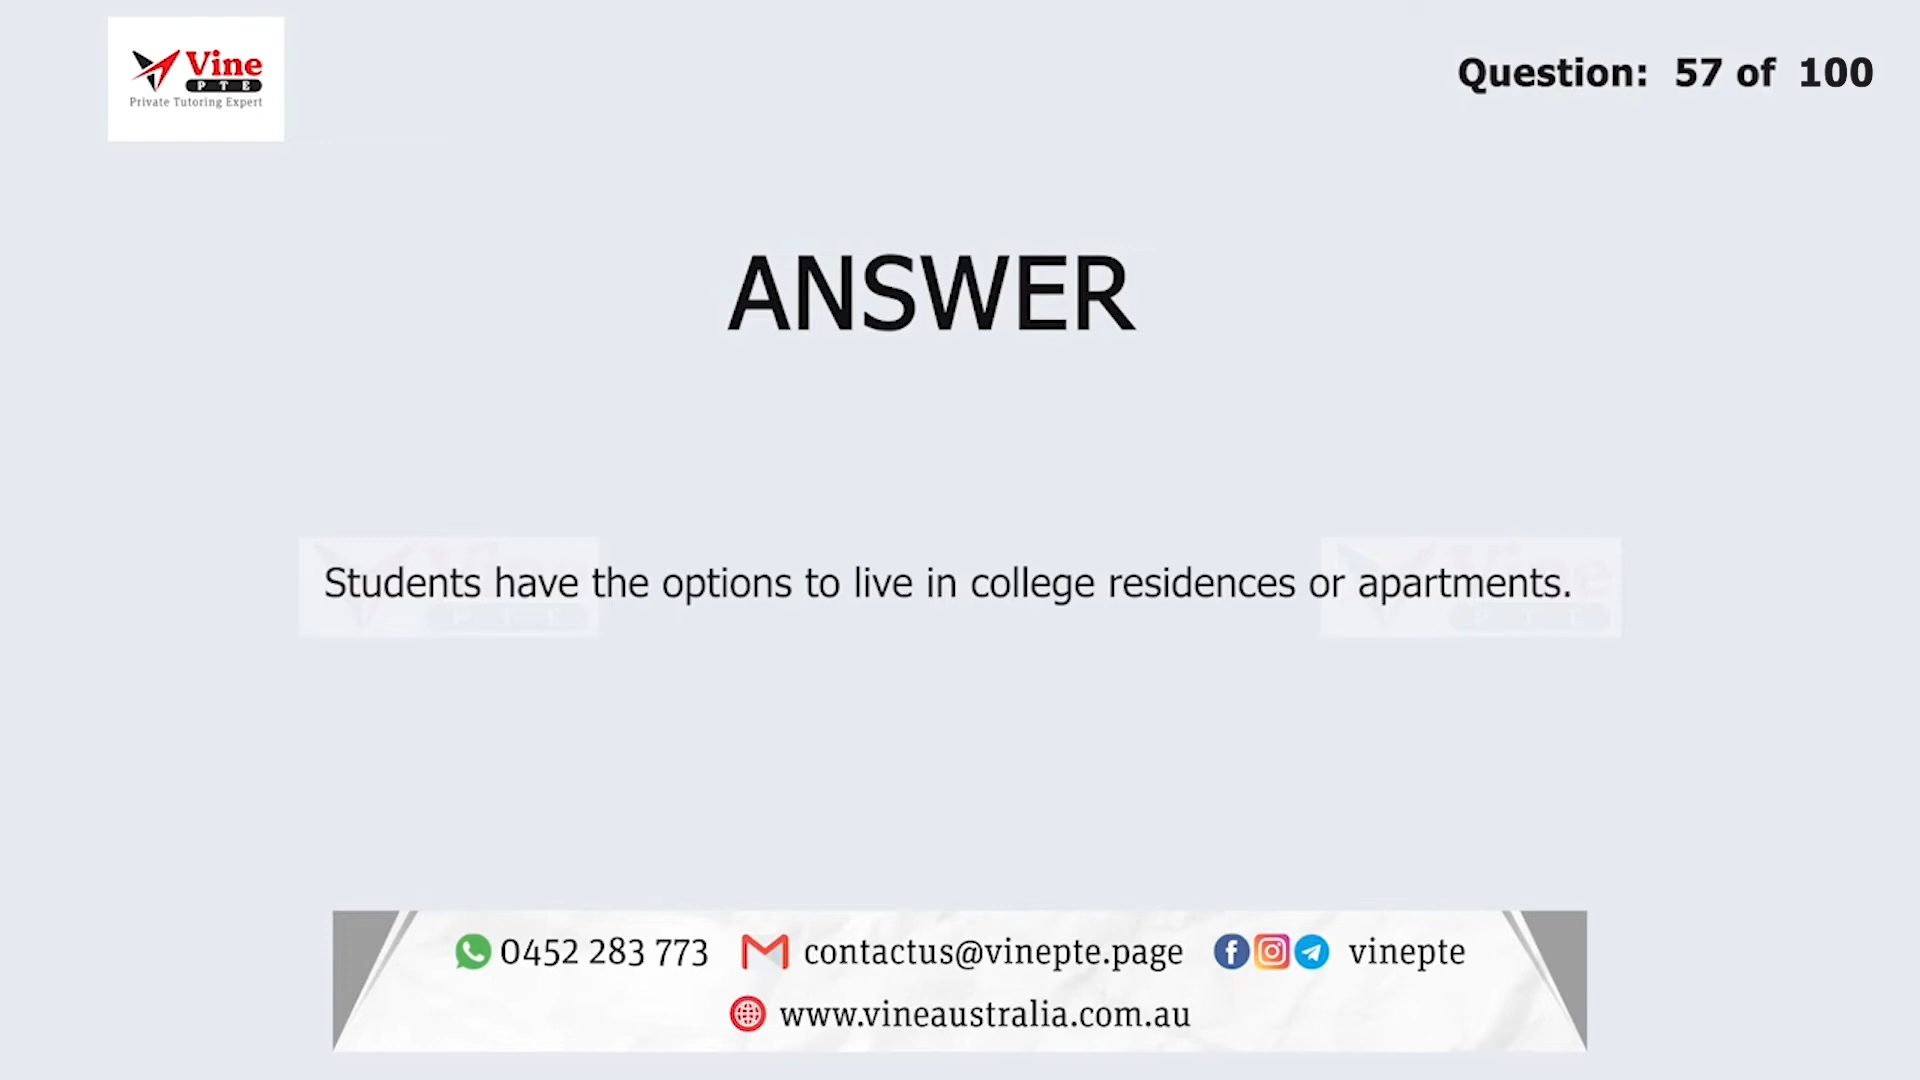 Vine
PTE
Private Tutoring Expert
Question: 57 of 100
ANSWER
Students have the options to live in college residences or apartments.
0452 283 773 contactus@vinepte.page vinepte
www.vineaustralia.com.au